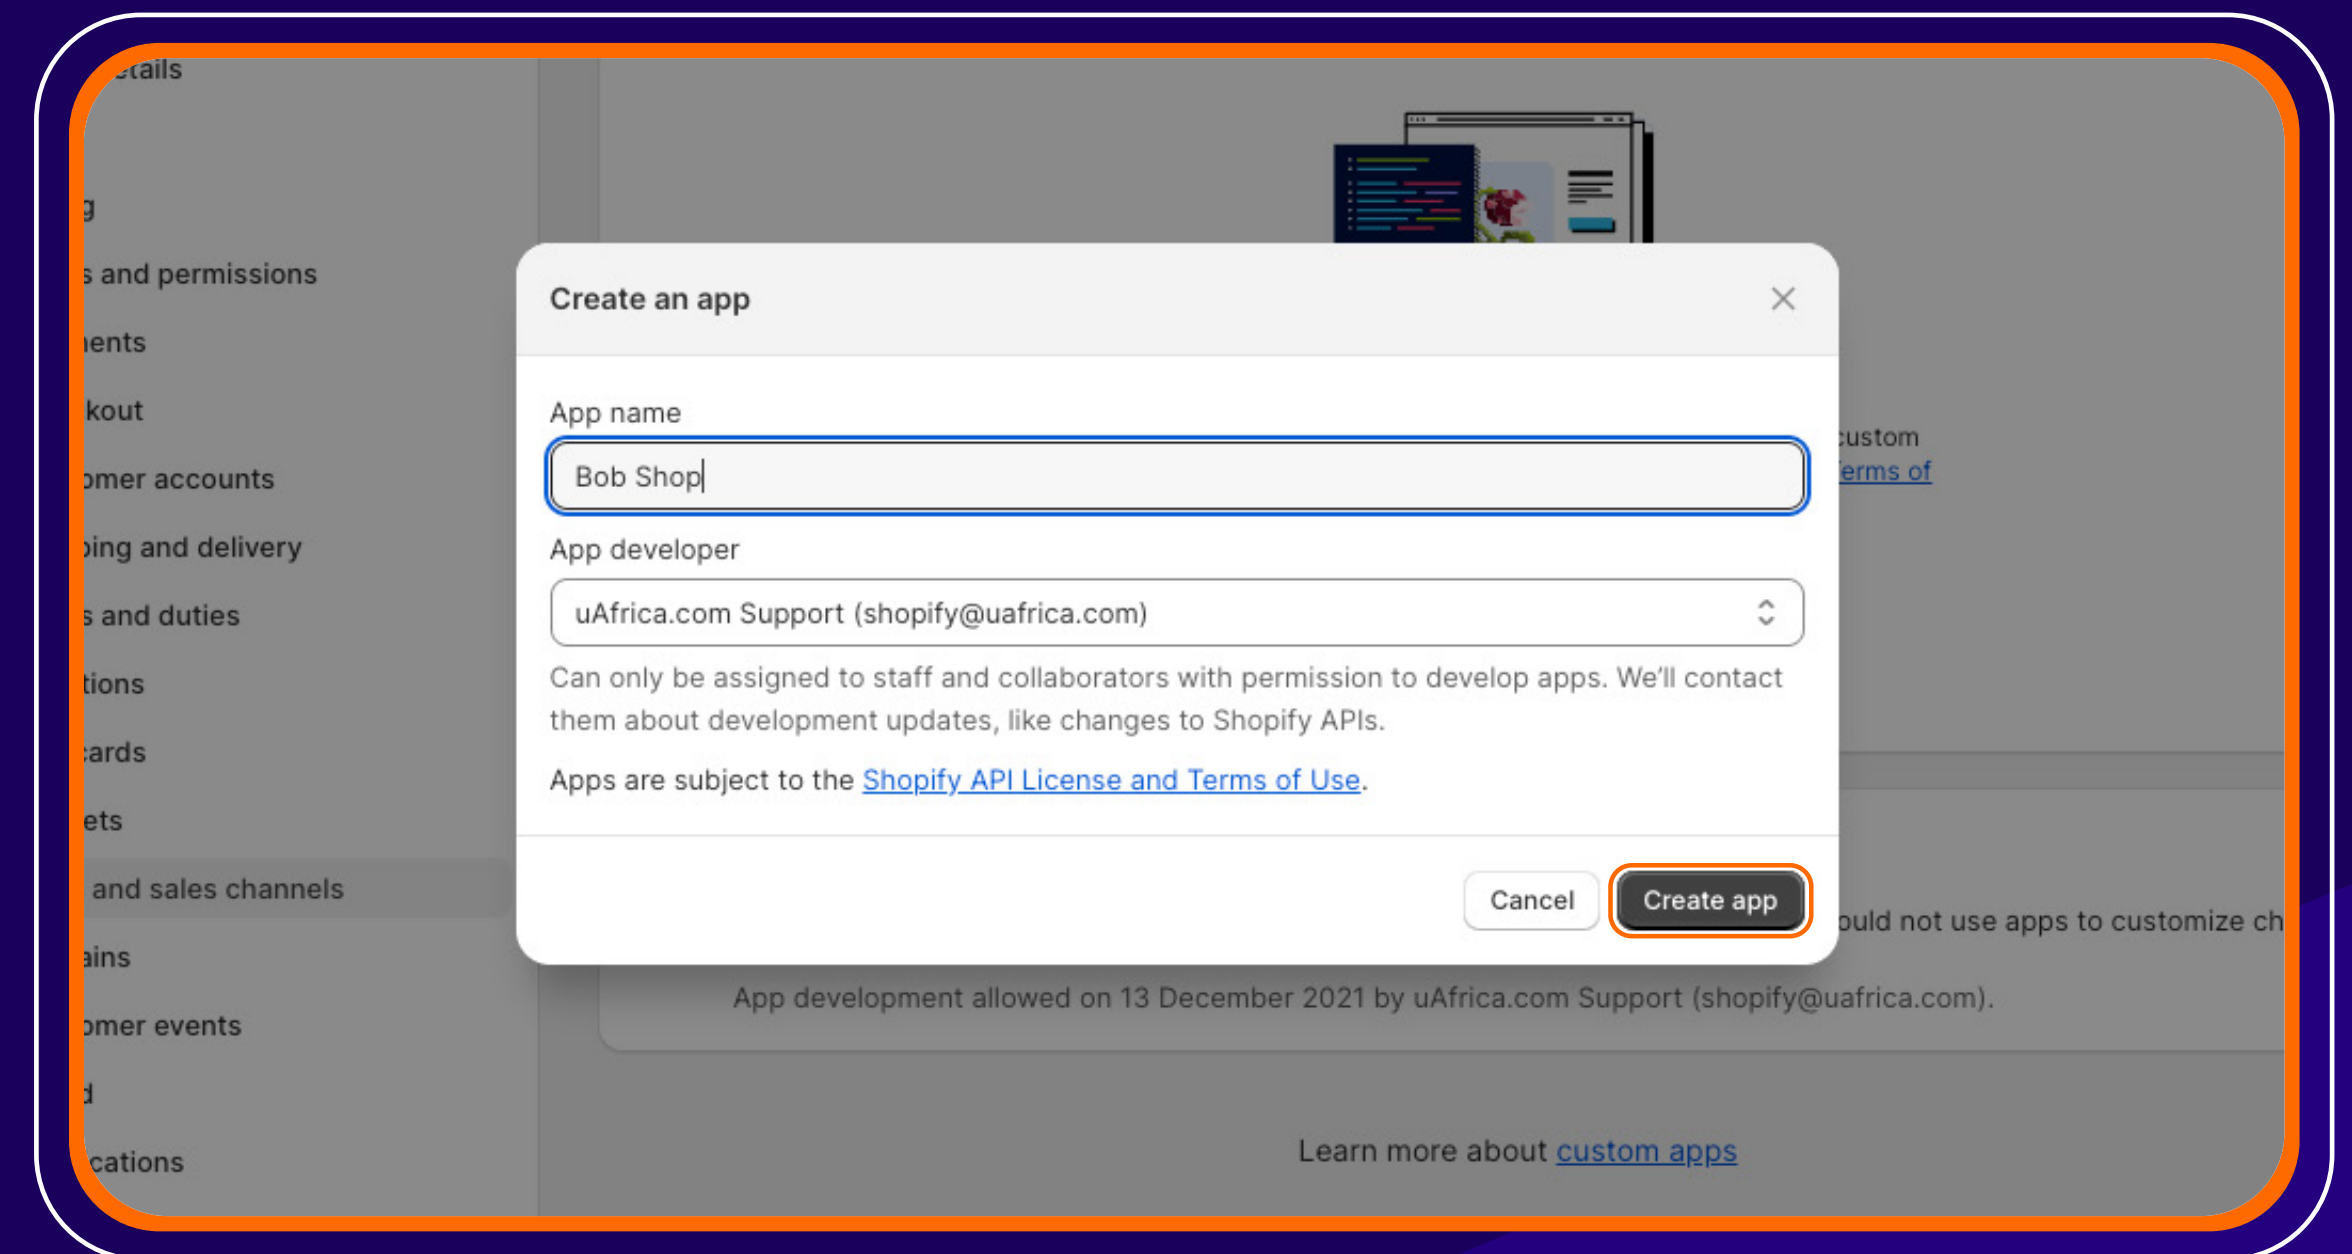 etails
g
s and permissions
ents
kout
omer accounts
ping and delivery
s and duties
tions
cards
ets
and sales channels
ains
omer events
d
cations
Create an app
App name
Bob Shop
App developer
uAfrica.com Support (shopify@uafrica.com)
Can only be assigned to staff and collaborators with permission to develop apps. We'll contact
them about development updates, like changes to Shopify APIs.
Apps are subject to the Shopify API License and Terms of Use.
Cancel
Create app
custom
erms of
ould not use apps to customize ch
App development allowed on 13 December 2021 by uAfrica.com Support (shopify@uafrica.com).
Learn more about custom apps